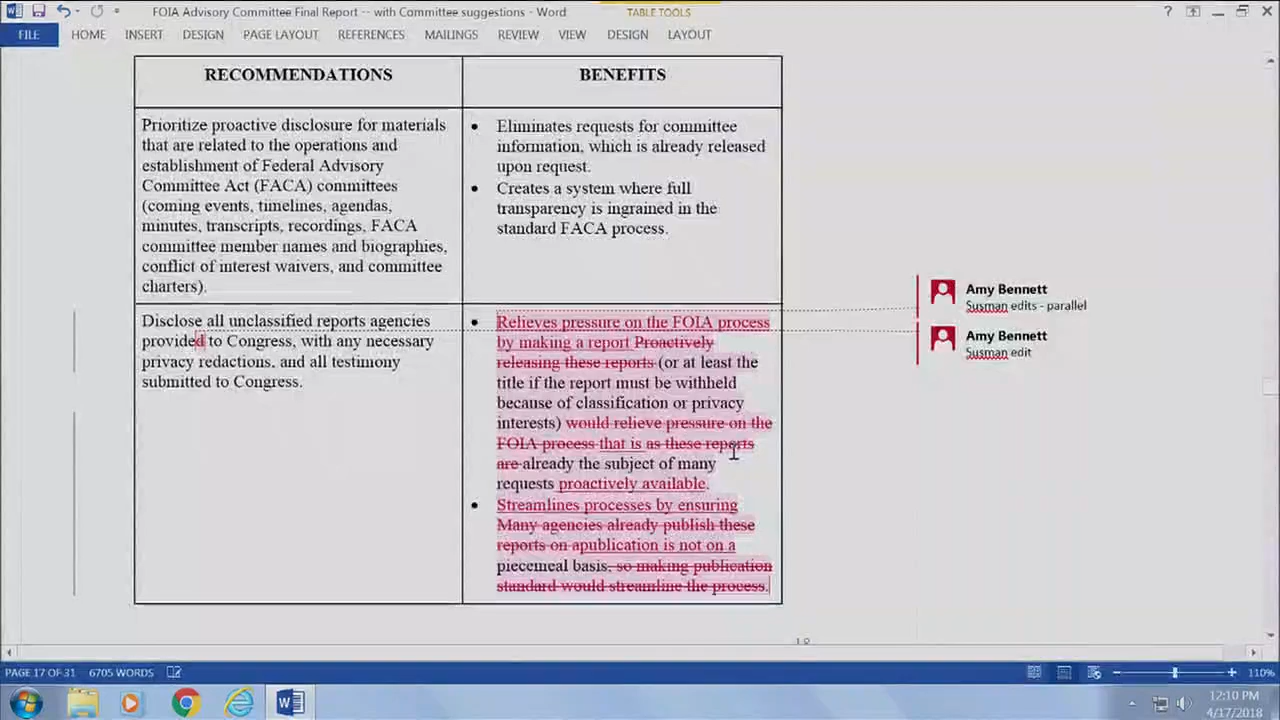 FOIA Advisory Committee Final Report -- with Committee suggestions - Word
TABLE TOOLS
?
FILE
HOME
INSERT
DESIGN
PAGE LAYOUT
REFERENCES
MAILINGS
REVIEW
VIEW
DESIGN
LAYOUT
RECOMMENDATIONS
BENEFITS
Prioritize proactive disclosure for materials
that are related to the operations and
establishment of Federal Advisory
Committee Act (FACA) committees
(coming events, timelines, agendas,
minutes, transcripts, recordings, FACA
committee member names and biographies,
conflict of interest waivers, and committee
charters).
• Eliminates requests for committee
information, which is already released
upon request.
• Creates a system where full
transparency is ingrained in the
standard FACA process.
Disclose all unclassified reports agencies
provided to Congress, with any necessary
privacy redactions, and all testimony
submitted to Congress.
• Relieves pressure on the FOIA process
by making a report Proactively
releasing these reports (or at least the
title if the report must be withheld
because of classification or privacy
interests) would relieve pressure on the
FOIA process that is as these reports
are already the subject of many
requests proactively available.
• Streamlines processes by ensuring
Many agencies already publish these
reports on apublication is not on a
piecemeal basis, so making publication
standard would streamline the process.
Amy Bennett
Susman edits - parallel
Amy Bennett
Susman edit
PAGE 17 OF 31
6705 WORDS
110%
12:10 PM
4/17/2018